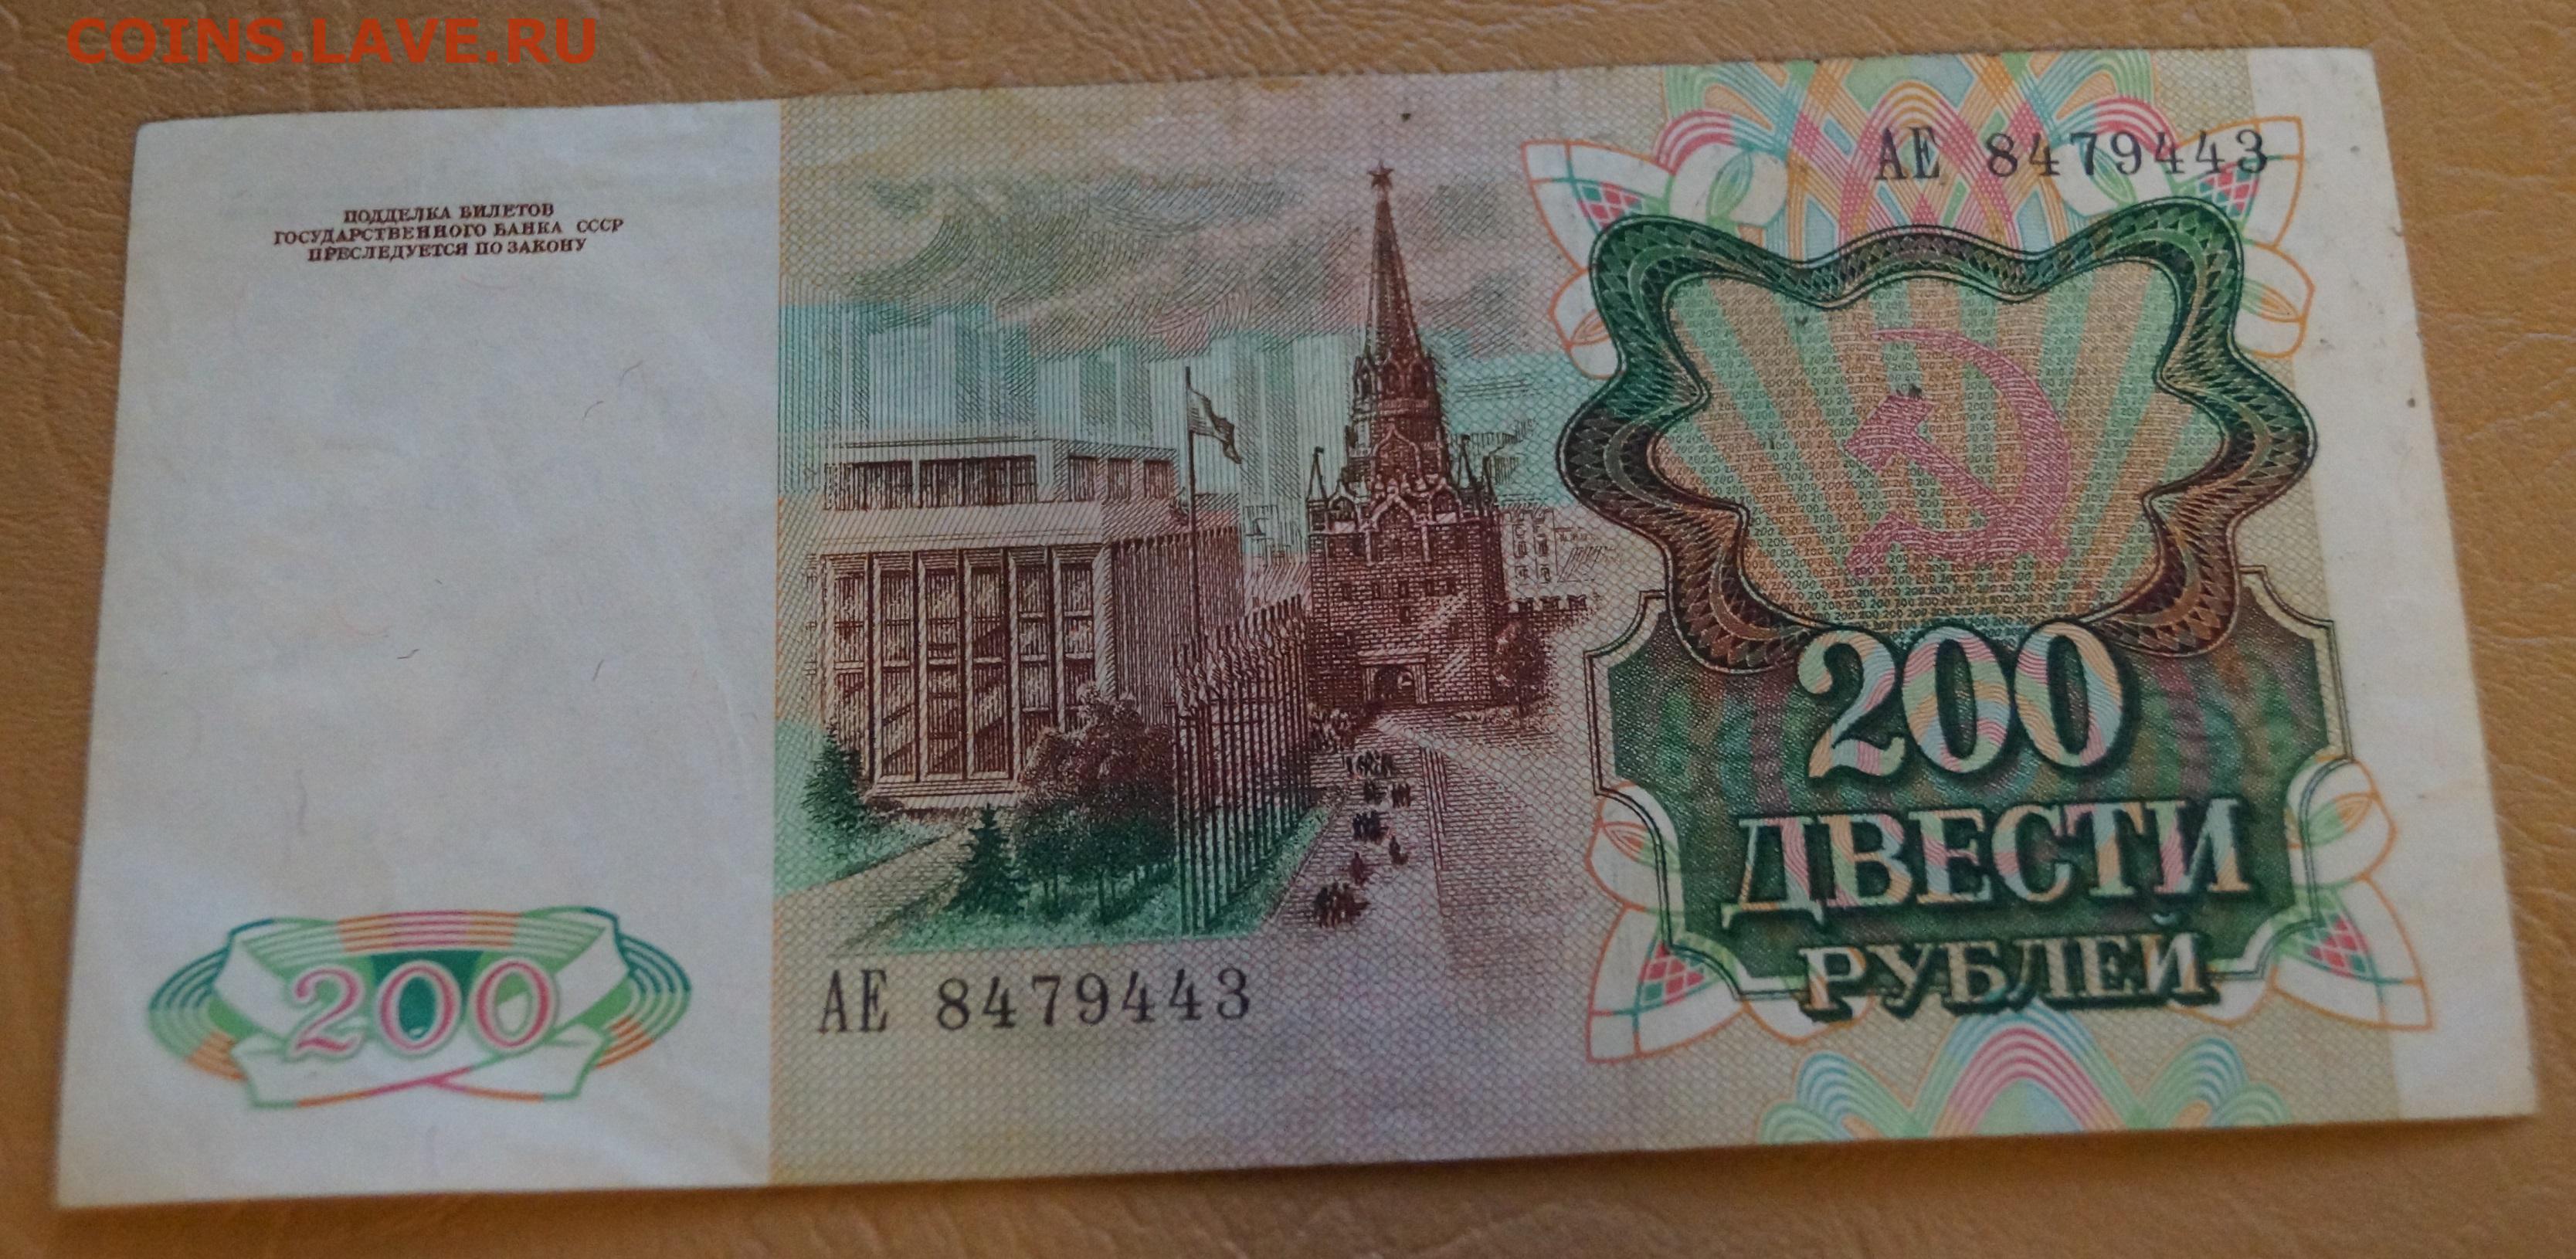 COINS.LAVE.RU
АЕ 8479443
ПОДДЕЛКА БИЛЕТОВ
ГОСУДАРСТВЕННОГО БАНКА СССР
ПРЕСЛЕДУЕТСЯ ПО ЗАКОНУ
200
ДВЕСТИ
РУБЛЕЙ
200
АЕ 8479443